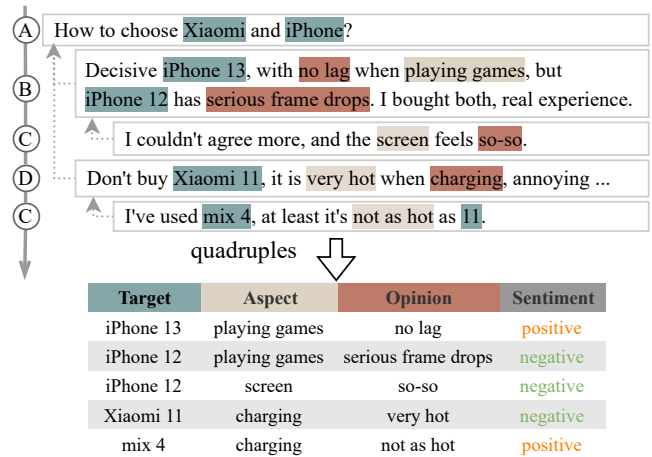 A How to choose Xiaomi and iPhone?
B Decisive iPhone 13, with no lag when playing games, but
iPhone 12 has serious frame drops. I bought both, real experience.
C I couldn't agree more, and the screen feels so-so.
D Don't buy Xiaomi 11, it is very hot when charging, annoying ...
C I've used mix 4, at least it's not as hot as 11.
quadruples
Target Aspect Opinion Sentiment
iPhone 13 playing games no lag positive
iPhone 12 playing games serious frame drops negative
iPhone 12 screen so-so negative
Xiaomi 11 charging very hot negative
mix 4 charging not as hot positive